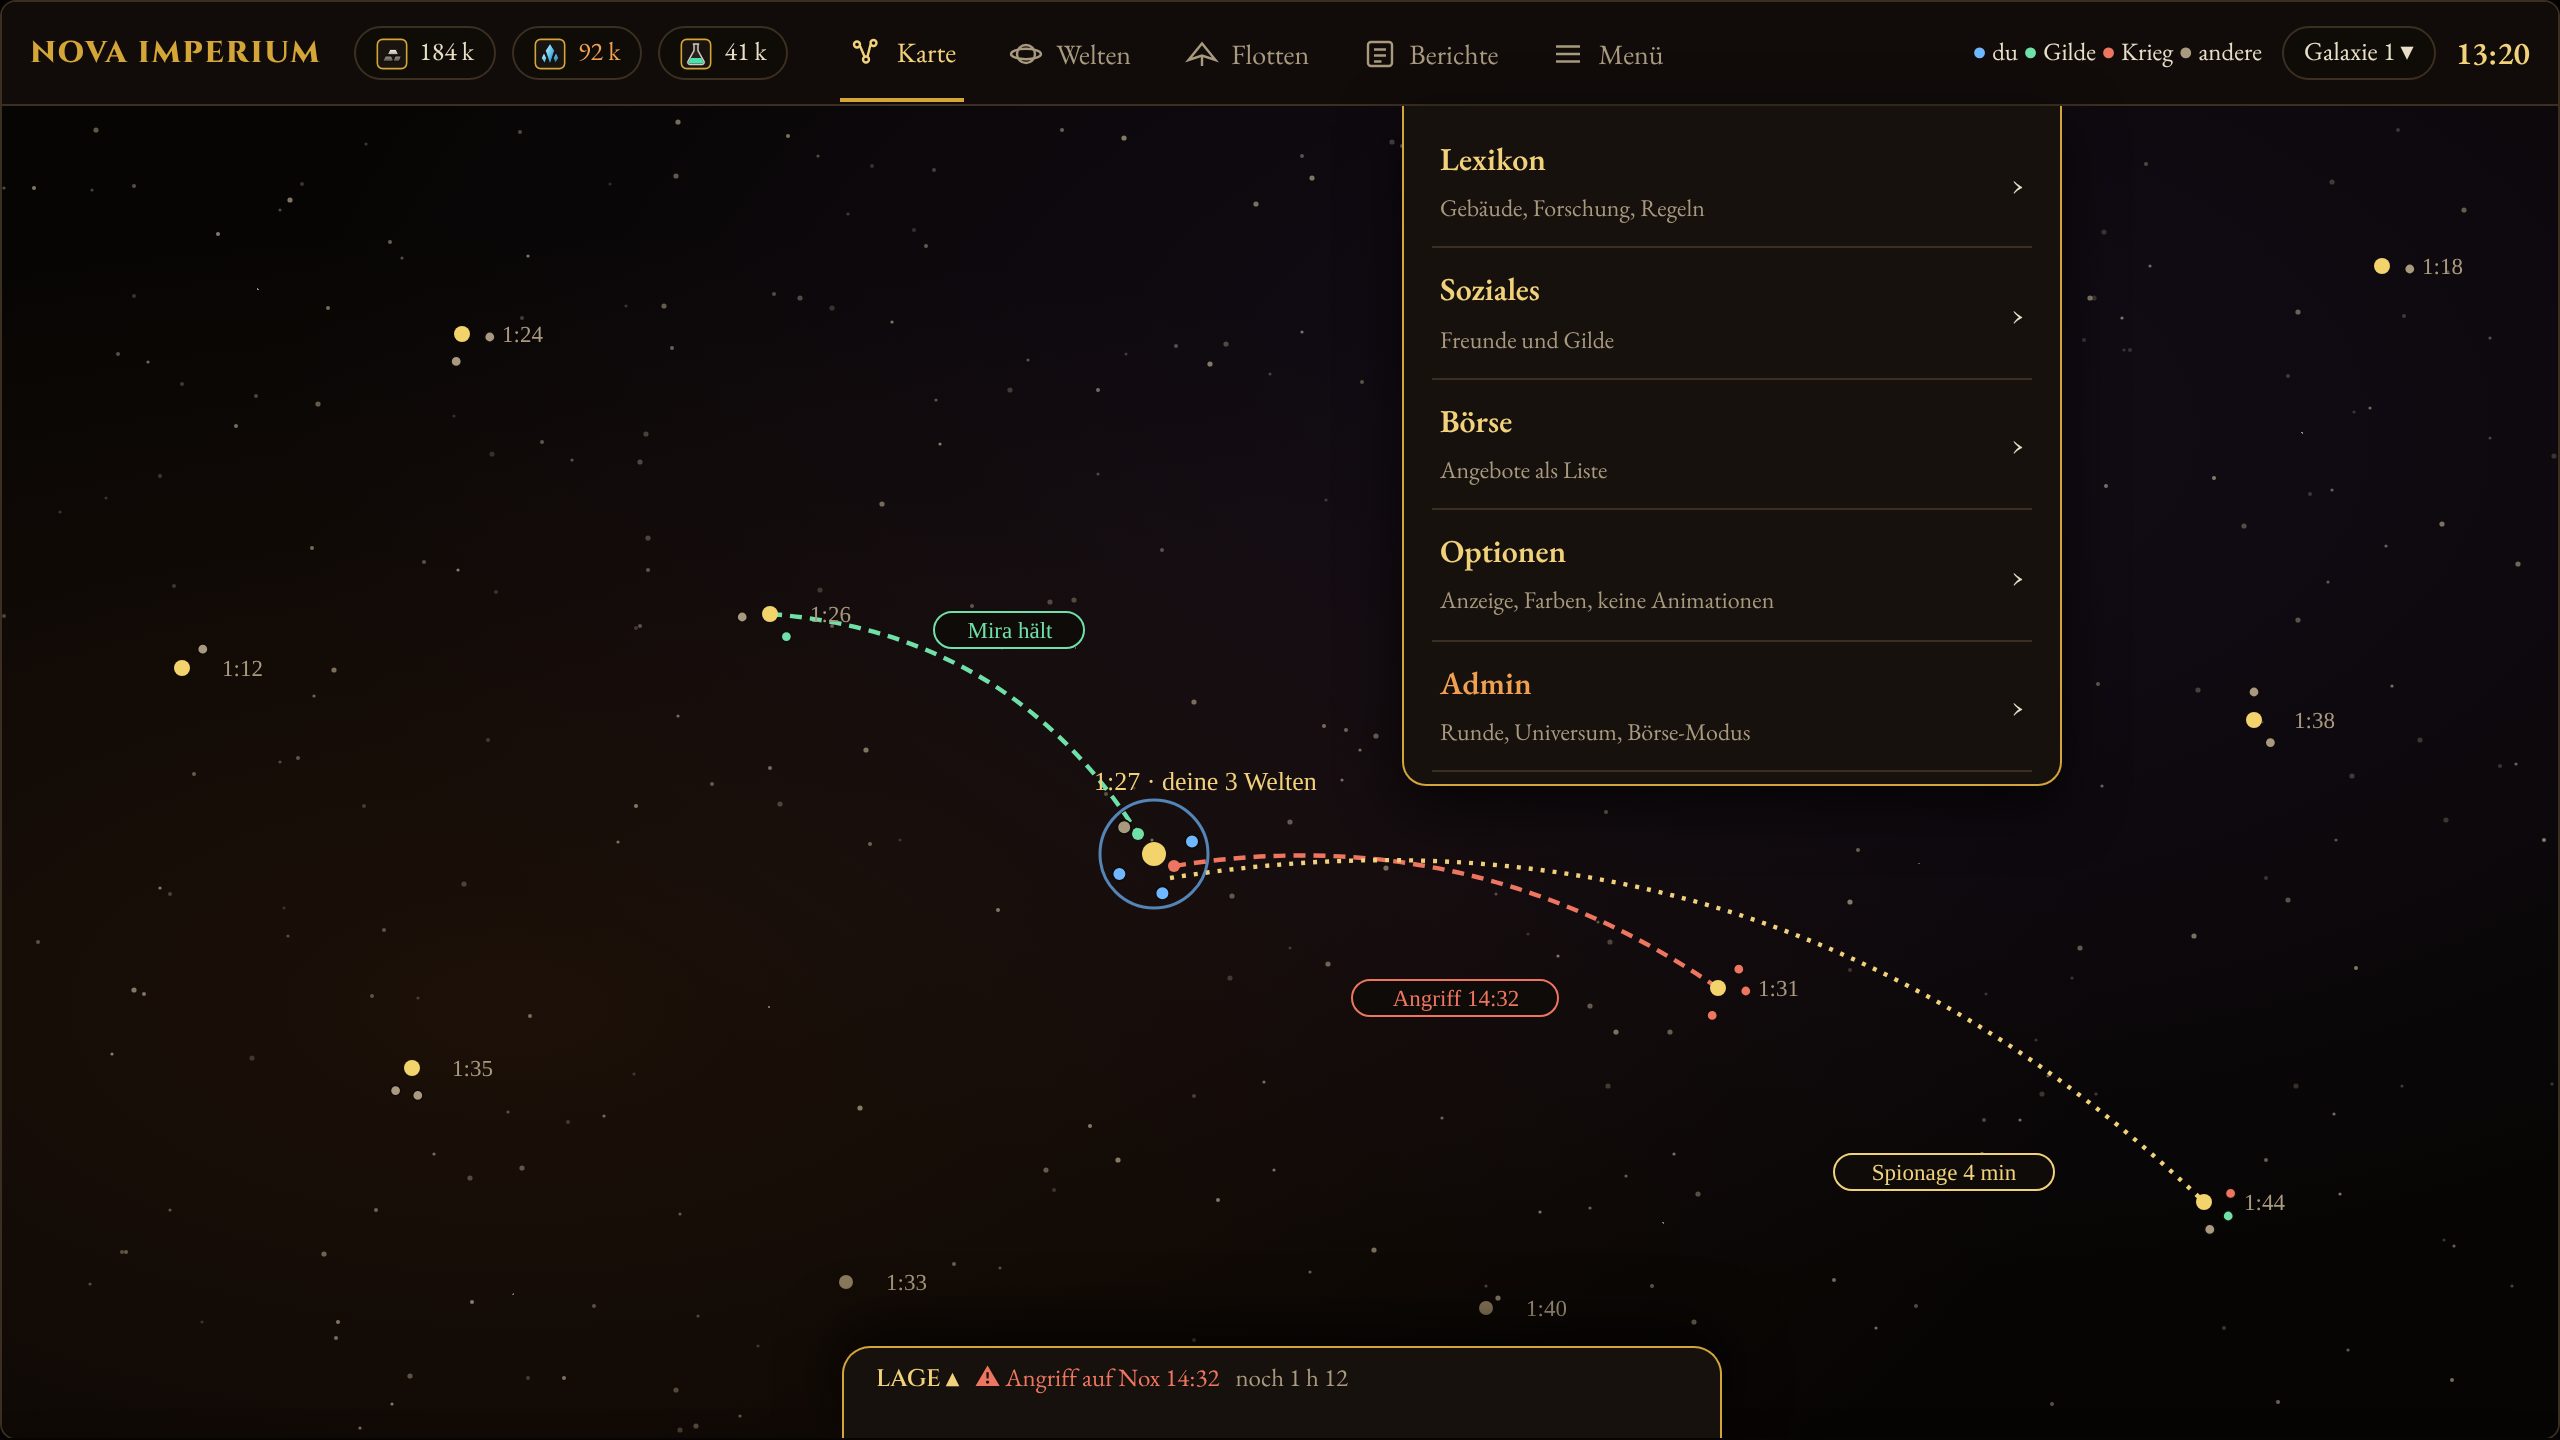 NOVA IMPERIUM
184 k
92 k
41 k
Karte
Welten
Flotten
Berichte
Menü
du
Gilde
Krieg
andere
Galaxie 1 ▼
13:20
Lexikon
Gebäude, Forschung, Regeln
Soziales
Freunde und Gilde
Börse
Angebote als Liste
Optionen
Anzeige, Farben, keine Animationen
Admin
Runde, Universum, Börse-Modus
1:18
1:24
1:26
Mira hält
1:12
1:38
1:27 · deine 3 Welten
1:31
Angriff 14:32
1:35
Spionage 4 min
1:44
1:33
1:40
LAGE ▲ Angriff auf Nox 14:32 noch 1 h 12